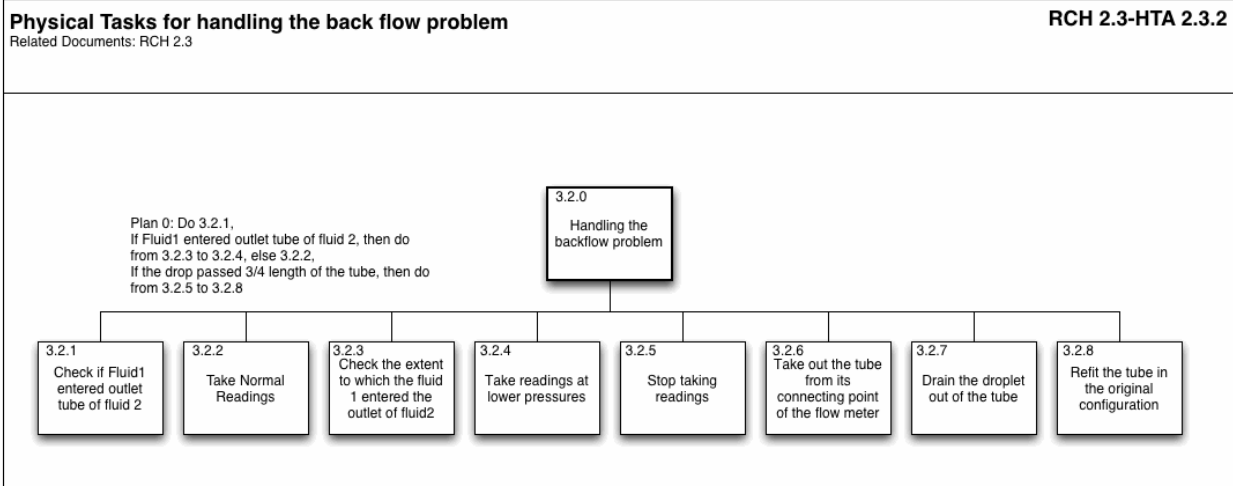 Physical Tasks for handling the back flow problem
RCH 2.3-HTA 2.3.2
Related Documents: RCH 2.3
3.2.0
Handling the
backflow problem
Plan 0: Do 3.2.1,
If Fluid1 entered outlet tube of fluid 2, then do
from 3.2.3 to 3.2.4, else 3.2.2,
If the drop passed 3/4 length of the tube, then do
from 3.2.5 to 3.2.8
3.2.1
Check if Fluid1
entered outlet
tube of fluid 2
3.2.2
Take Normal
Readings
3.2.3
Check the extent
to which the fluid
1 entered the
outlet of fluid2
3.2.4
Take readings at
lower pressures
3.2.5
Stop taking
readings
3.2.6
Take out the tube
from its
connecting point
of the flow meter
3.2.7
Drain the droplet
out of the tube
3.2.8
Refit the tube in
the original
configuration